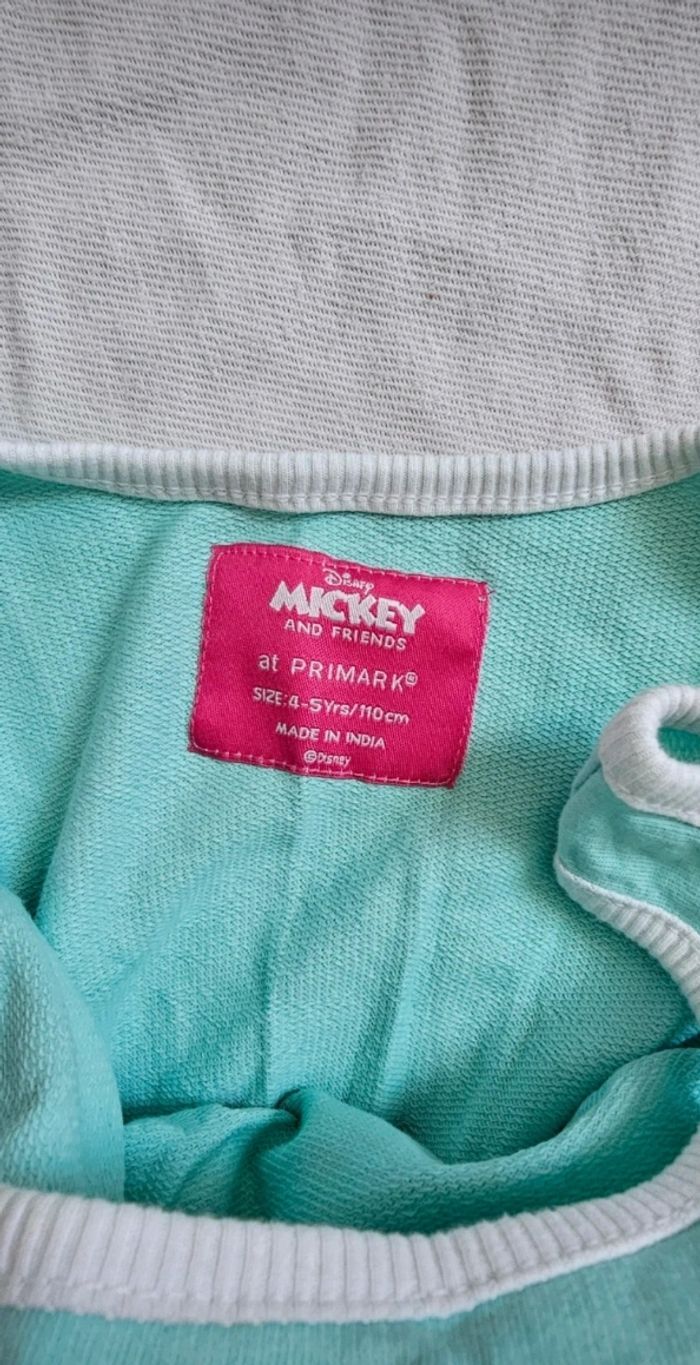 Disney
MICKEY
AND FRIENDS
at PRIMARK®
SIZE:4-5Yrs/110cm
MADE IN INDIA
©Disney